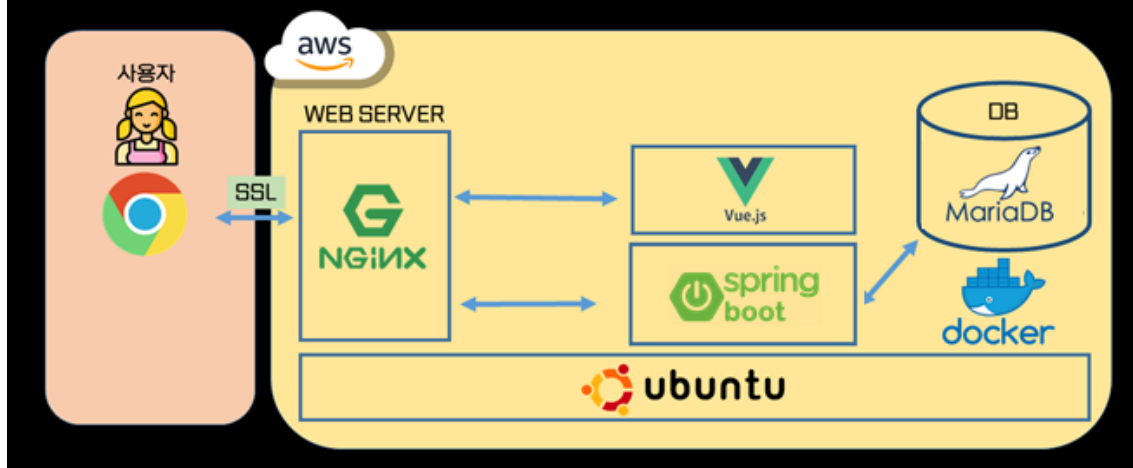 aws
사용자
WEB SERVER
DB
SSL
NGINX
Vue.js
MariaDB
spring
boot
docker
ubuntu